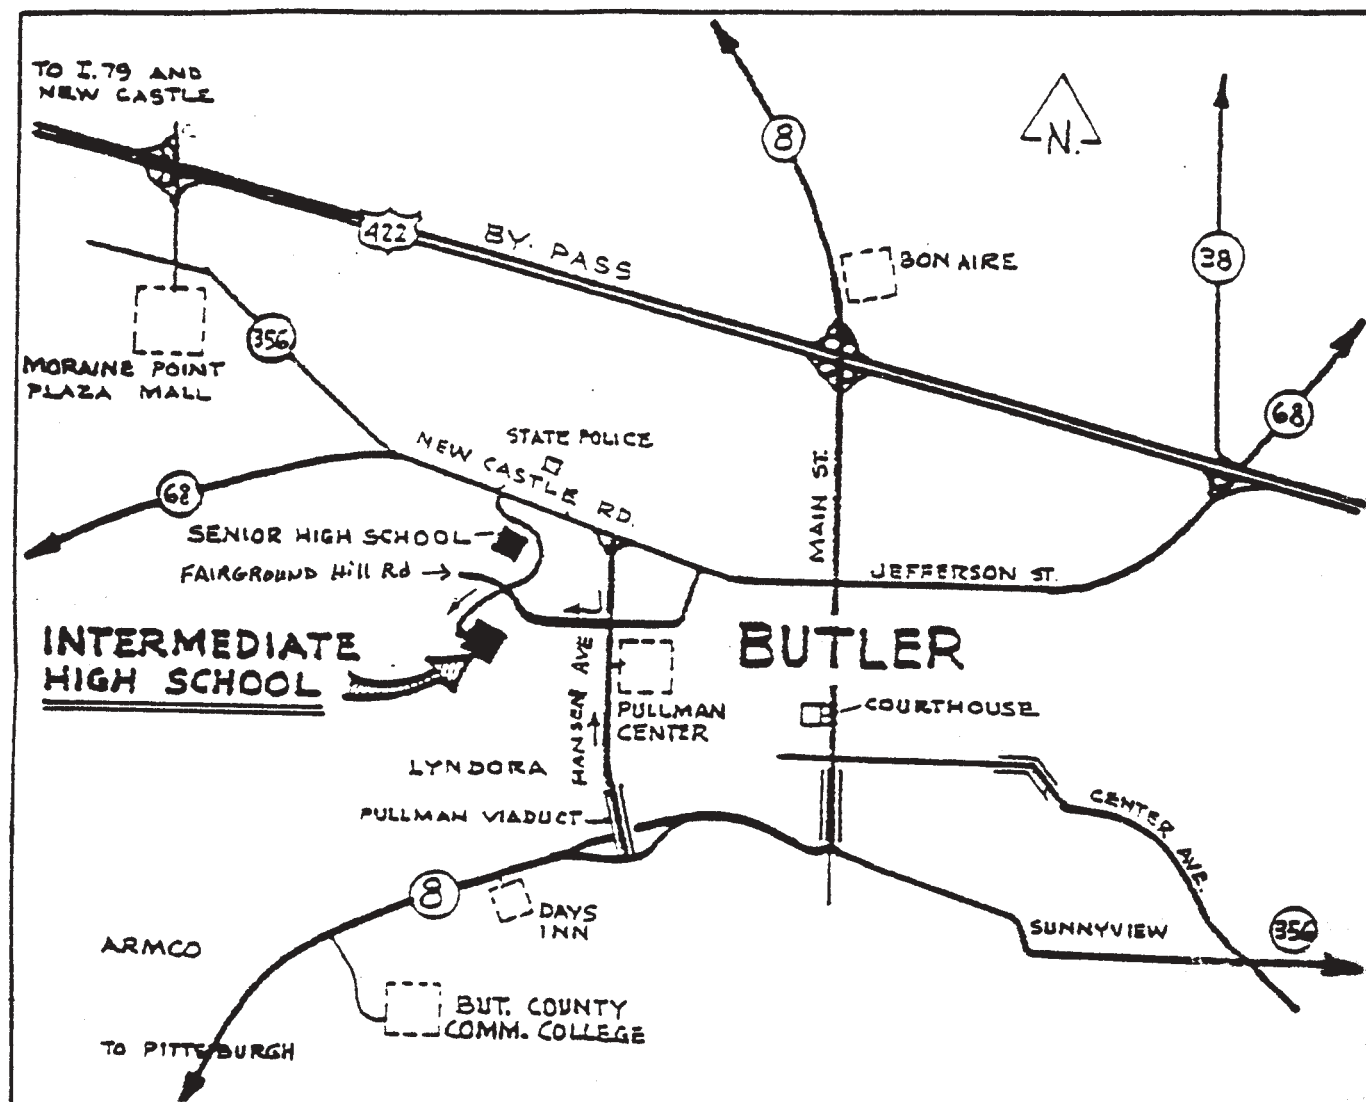 TO I.79 AND
NEW CASTLE
8
N.
422
BY. PASS
BON AIRE
38
356
MORAINE POINT
PLAZA MALL
68
STATE POLICE
NEW CASTLE RD.
MAIN ST.
68
SENIOR HIGH SCHOOL
FAIRGROUND Hill Rd
JEFFERSON ST.
INTERMEDIATE
HIGH SCHOOL
BUTLER
HANSEN AVE
PULLMAN
CENTER
COURTHOUSE
LYNDORA
PULLMAN VIADUCT
CENTER AVE.
8
DAYS
INN
SUNNYVIEW
356
ARMCO
BUT. COUNTY
COMM. COLLEGE
TO PITTSBURGH